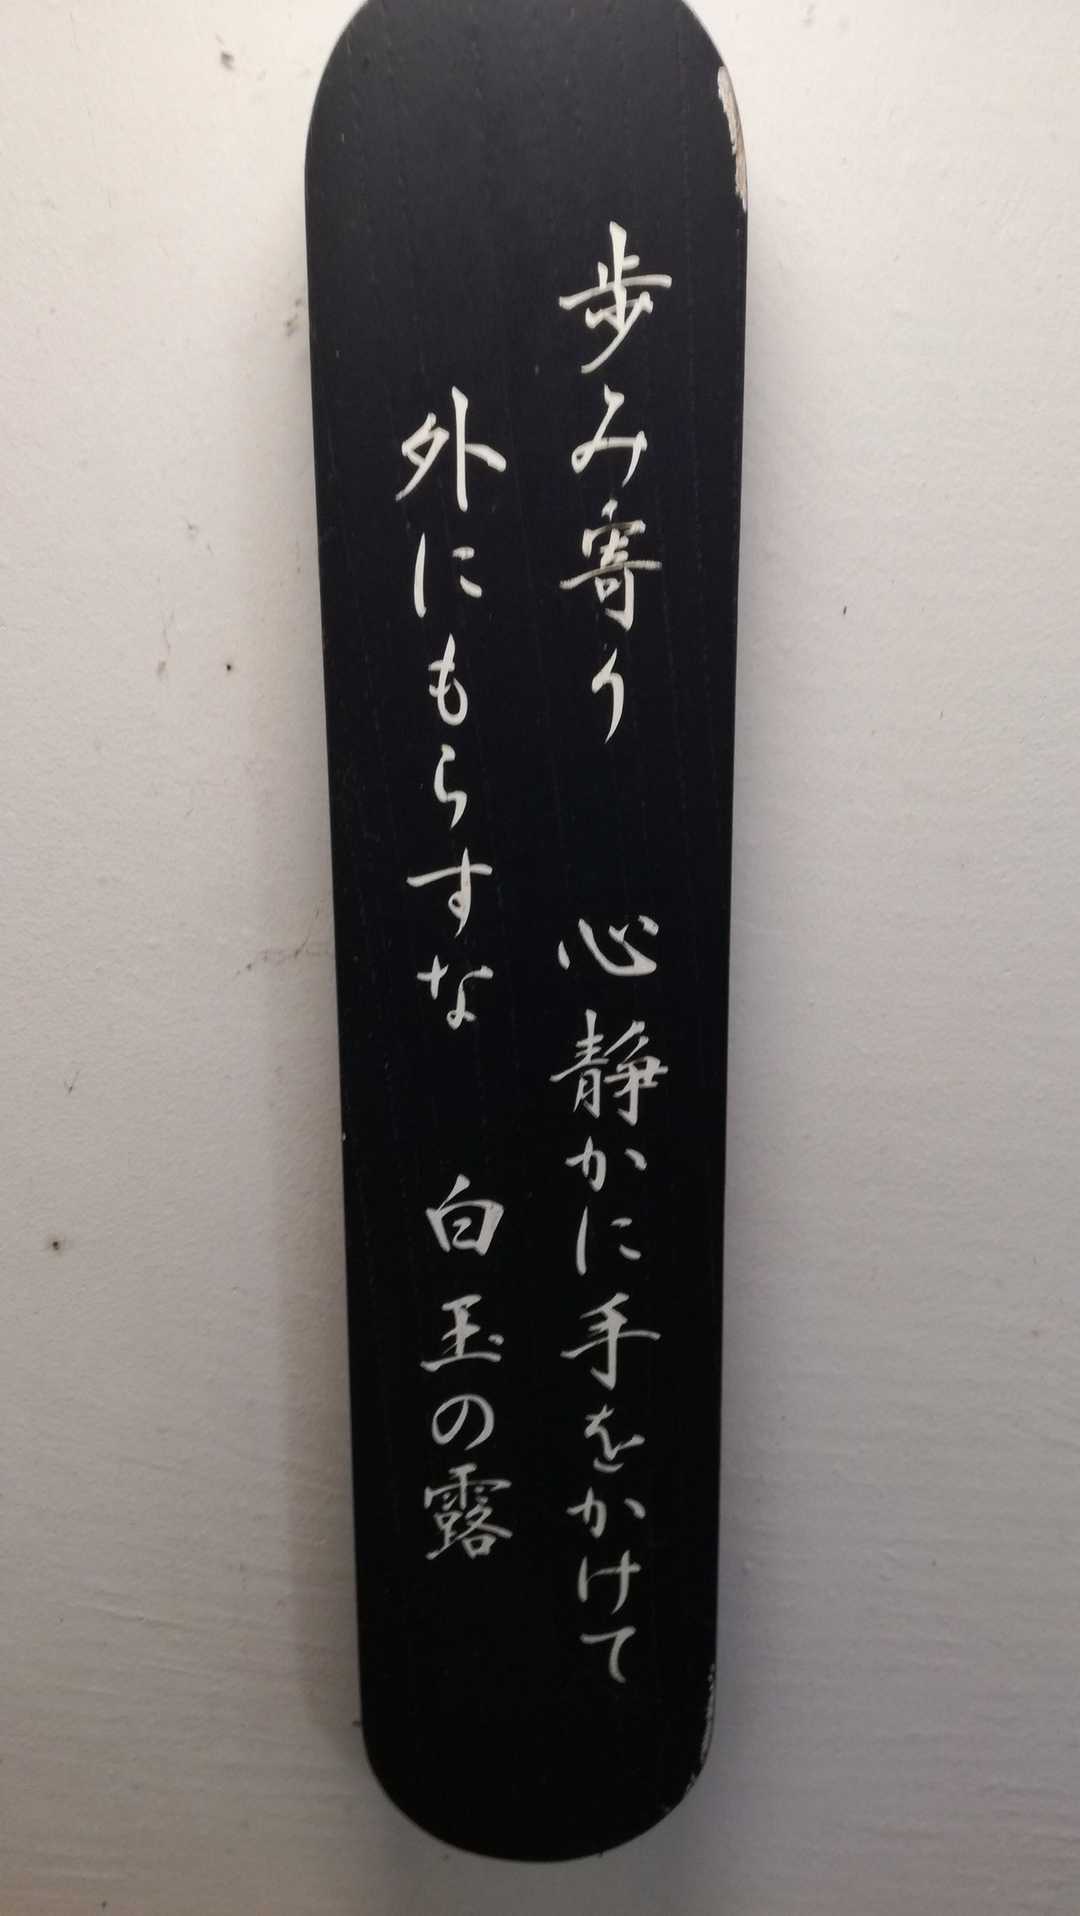 歩み寄り　心静かに手をかけて
外にもらすな　白玉の露